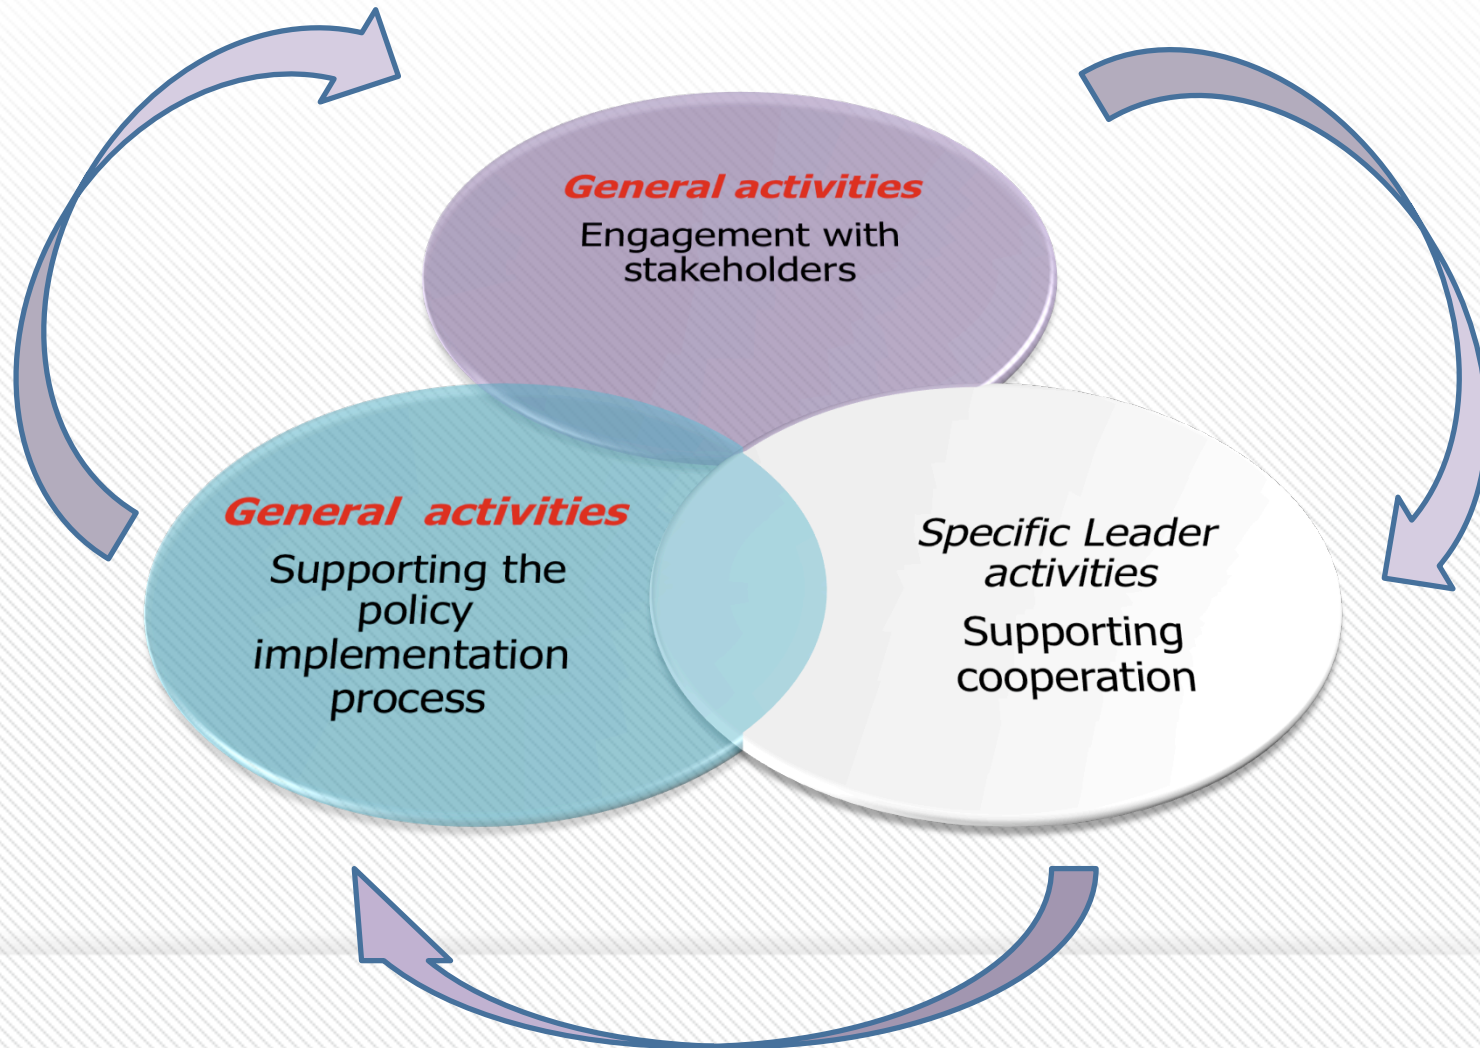 General activities
Engagement with
stakeholders
General activities
Supporting the
policy
implementation
process
Specific Leader
activities
Supporting
cooperation